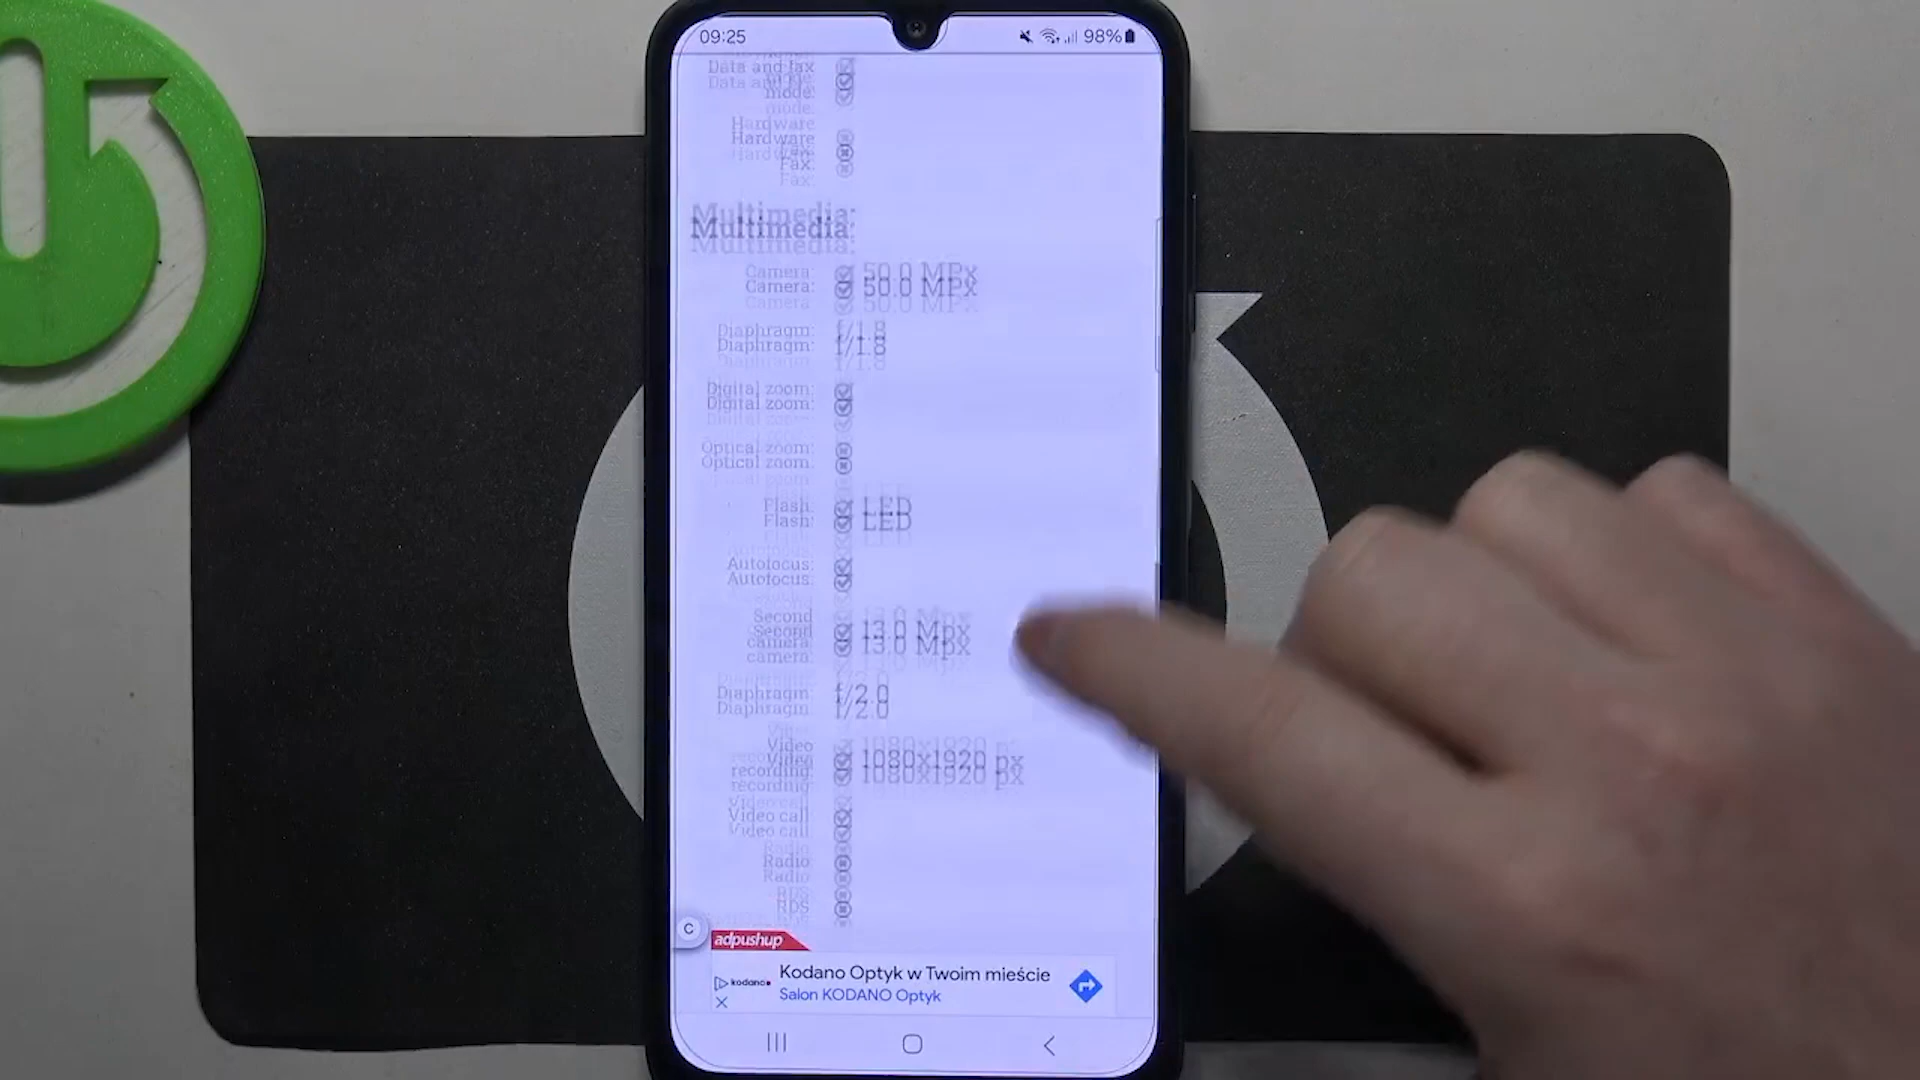 09:25 98%
Data and fax
mode:
Hardware
Fax:
Multimedia:
Camera: 50.0 MPx
Diaphragm: f/1.8
Digital zoom:
Optical zoom:
Flash: LED
Autofocus:
Second
camera: 13.0 Mpx
Diaphragm: f/2.0
Video
recording: 1080x1920 px
Video call
Radio
RDS
C
adpushup
kodano
Kodano Optyk w Twoim mieście
Salon KODANO Optyk